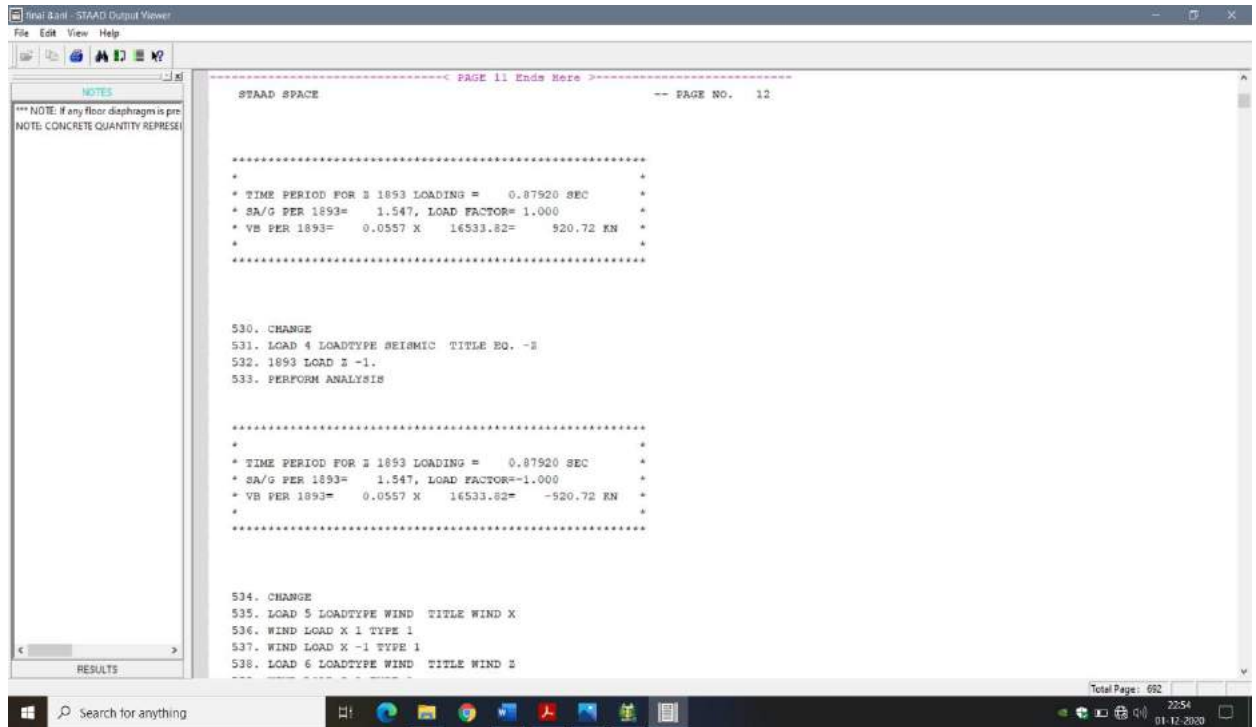 final &anl - STAAD Output Viewer
File Edit View Help
NOTES
*** NOTE: If any floor diaphragm is pre
NOTE: CONCRETE QUANTITY REPRESEI
RESULTS
--------------------------------< PAGE 11 Ends Here >---------------------------
STAAD SPACE -- PAGE NO. 12
***********************************************************
* *
* TIME PERIOD FOR Z 1893 LOADING = 0.87920 SEC *
* SA/G PER 1893= 1.547, LOAD FACTOR= 1.000 *
* VB PER 1893= 0.0557 X 16533.82= 920.72 KN *
* *
***********************************************************
530. CHANGE
531. LOAD 4 LOADTYPE SEISMIC TITLE EQ. -Z
532. 1893 LOAD Z -1.
533. PERFORM ANALYSIS
***********************************************************
* *
* TIME PERIOD FOR Z 1893 LOADING = 0.87920 SEC *
* SA/G PER 1893= 1.547, LOAD FACTOR=-1.000 *
* VB PER 1893= 0.0557 X 16533.82= -920.72 KN *
* *
***********************************************************
534. CHANGE
535. LOAD 5 LOADTYPE WIND TITLE WIND X
536. WIND LOAD X 1 TYPE 1
537. WIND LOAD X -1 TYPE 1
538. LOAD 6 LOADTYPE WIND TITLE WIND Z
Total Page: 692
Search for anything
22:54
01-12-2020